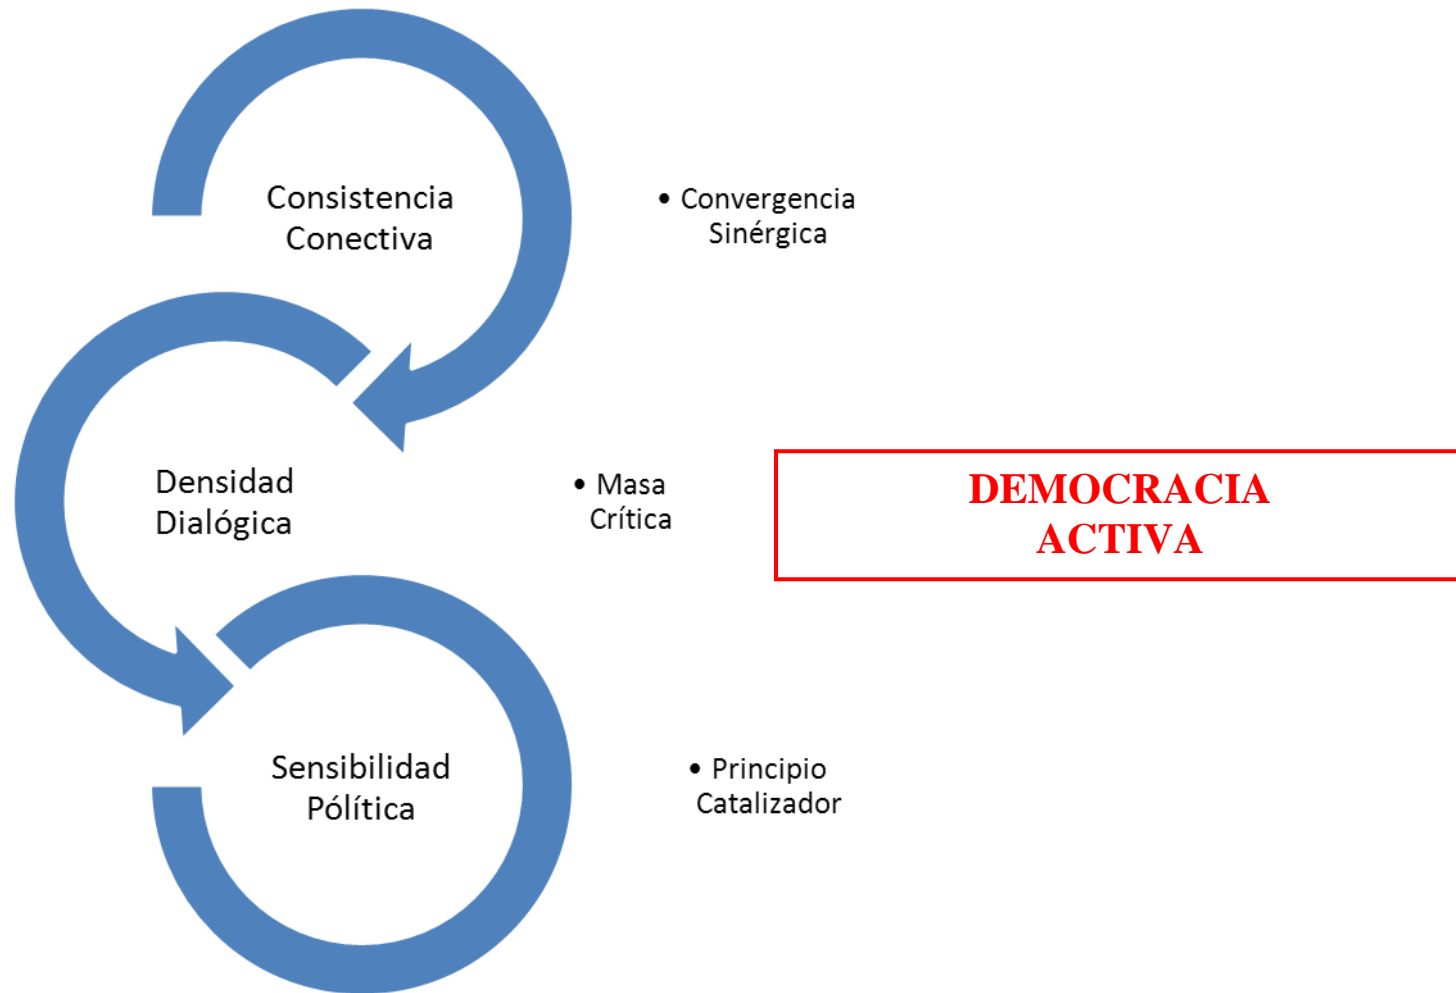 Consistencia
Conectiva
• Convergencia
Sinérgica
Densidad
Dialógica
• Masa
Crítica
DEMOCRACIA
ACTIVA
Sensibilidad
Pólítica
• Principio
Catalizador